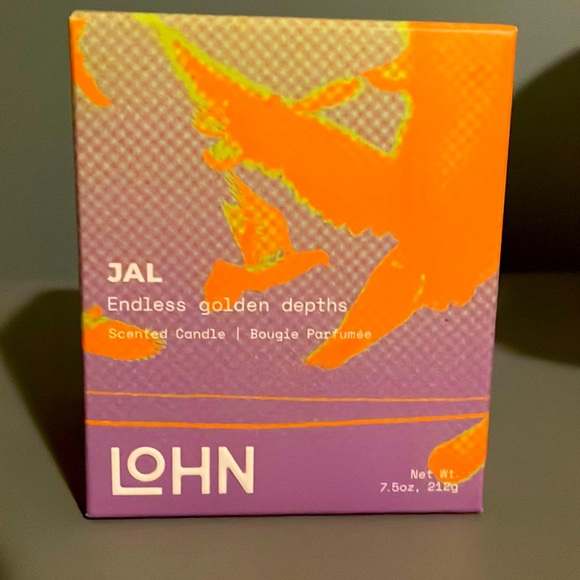 JAL
Endless golden depths
Scented Candle | Bougie Parfumée
LOHN
Net Wt.
7.5oz, 212g